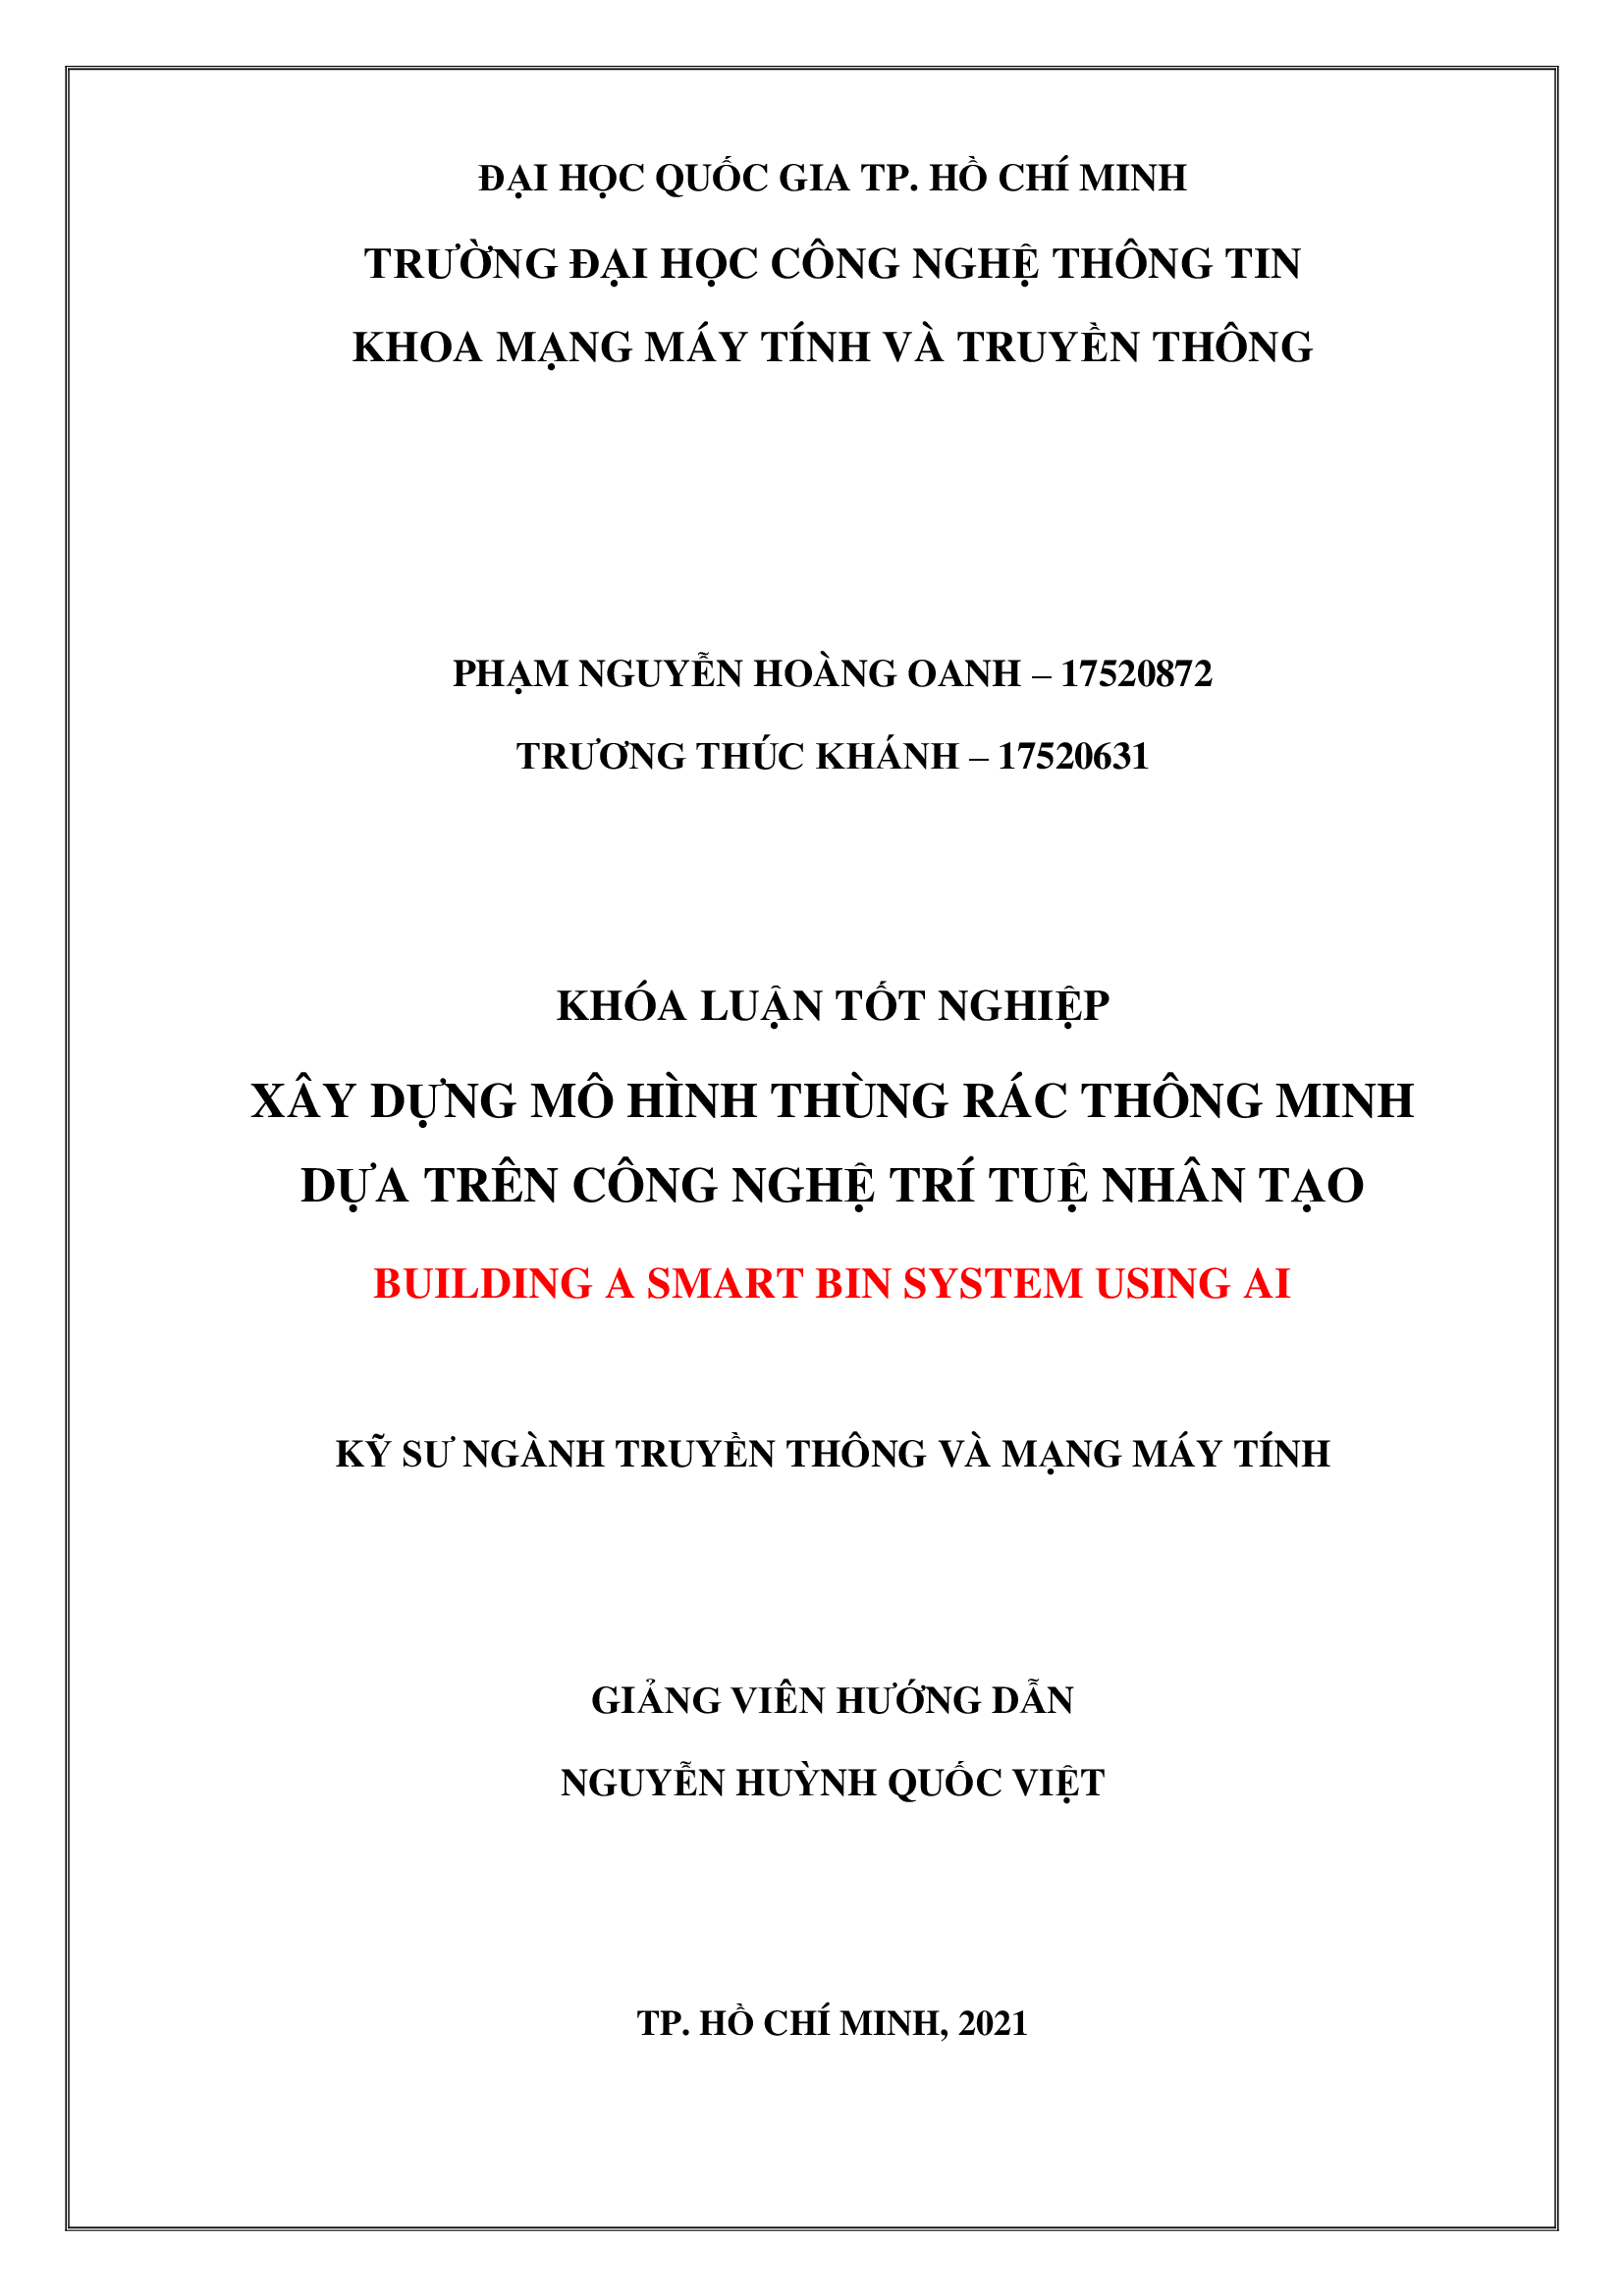 ĐẠI HỌC QUỐC GIA TP. HỒ CHÍ MINH
TRƯỜNG ĐẠI HỌC CÔNG NGHỆ THÔNG TIN
KHOA MẠNG MÁY TÍNH VÀ TRUYỀN THÔNG
PHẠM NGUYỄN HOÀNG OANH – 17520872
TRƯƠNG THÚC KHÁNH – 17520631
KHÓA LUẬN TỐT NGHIỆP
XÂY DỰNG MÔ HÌNH THÙNG RÁC THÔNG MINH
DỰA TRÊN CÔNG NGHỆ TRÍ TUỆ NHÂN TẠO
BUILDING A SMART BIN SYSTEM USING AI
KỸ SƯ NGÀNH TRUYỀN THÔNG VÀ MẠNG MÁY TÍNH
GIẢNG VIÊN HƯỚNG DẪN
NGUYỄN HUỲNH QUỐC VIỆT
TP. HỒ CHÍ MINH, 2021